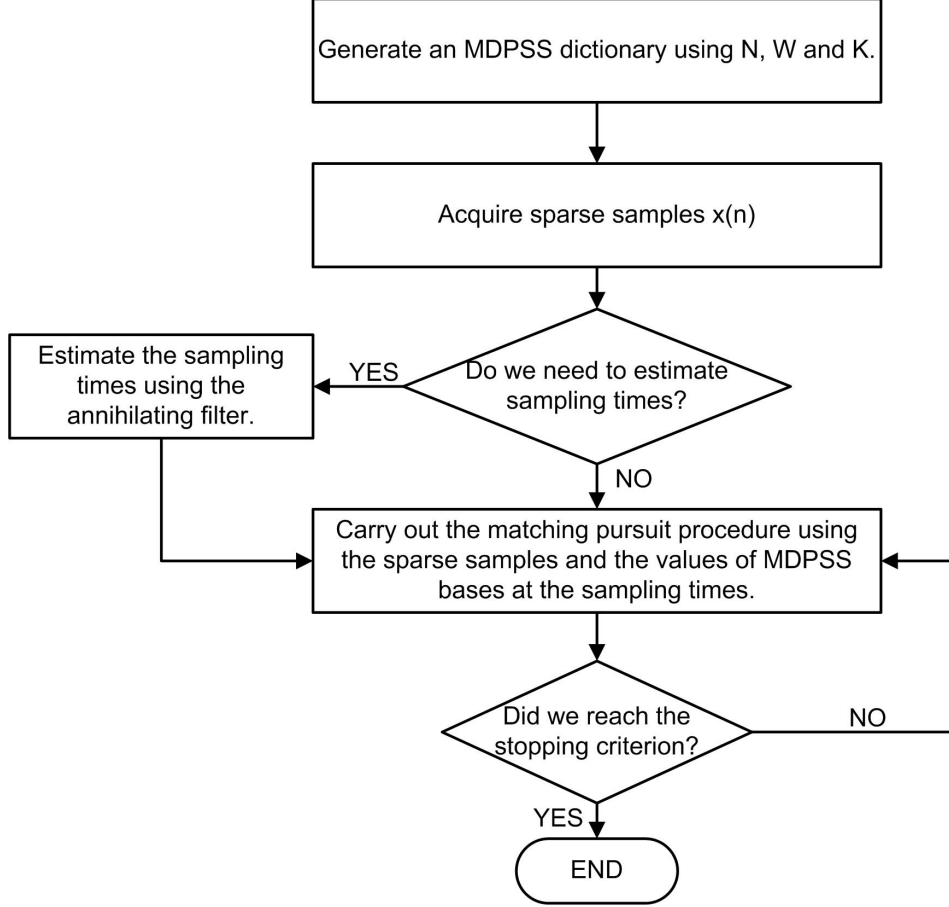 Generate an MDPSS dictionary using N, W and K.
Acquire sparse samples x(n)
Do we need to estimate
sampling times?
YES
Estimate the sampling
times using the
annihilating filter.
NO
Carry out the matching pursuit procedure using
the sparse samples and the values of MDPSS
bases at the sampling times.
Did we reach the
stopping criterion?
NO
YES
END